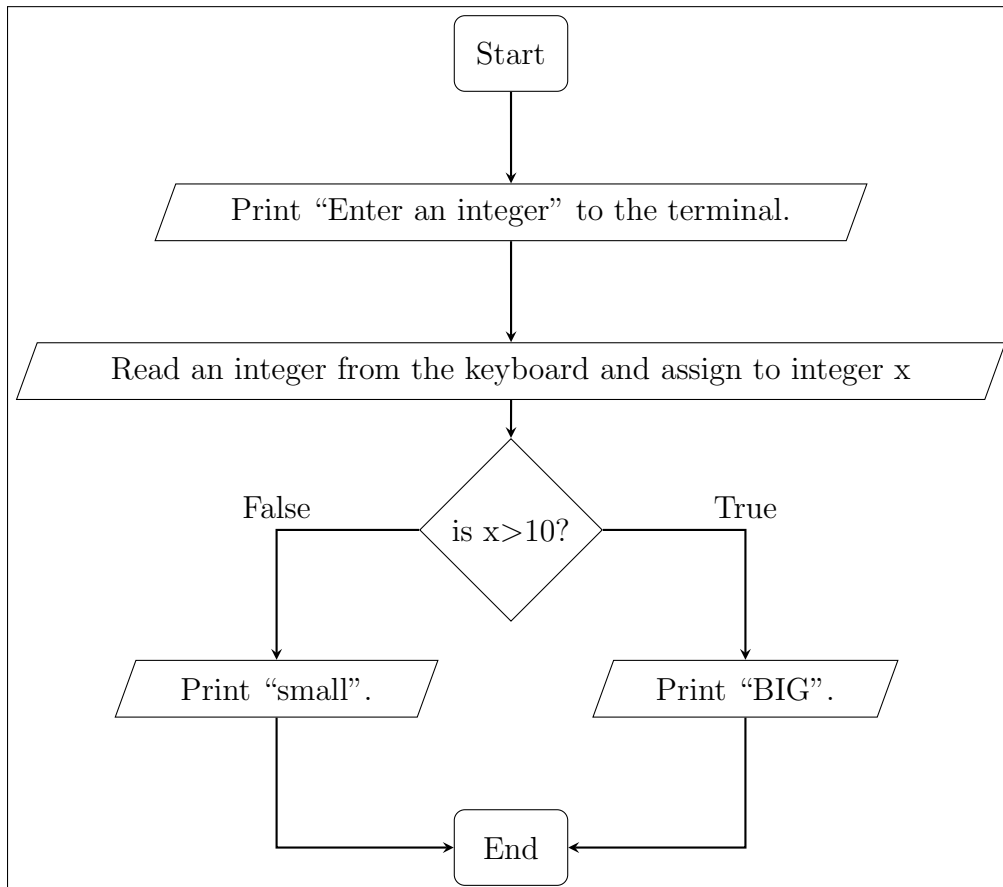 Start
Print “Enter an integer” to the terminal.
Read an integer from the keyboard and assign to integer x
is x>10?
False
True
Print “small”.
Print “BIG”.
End